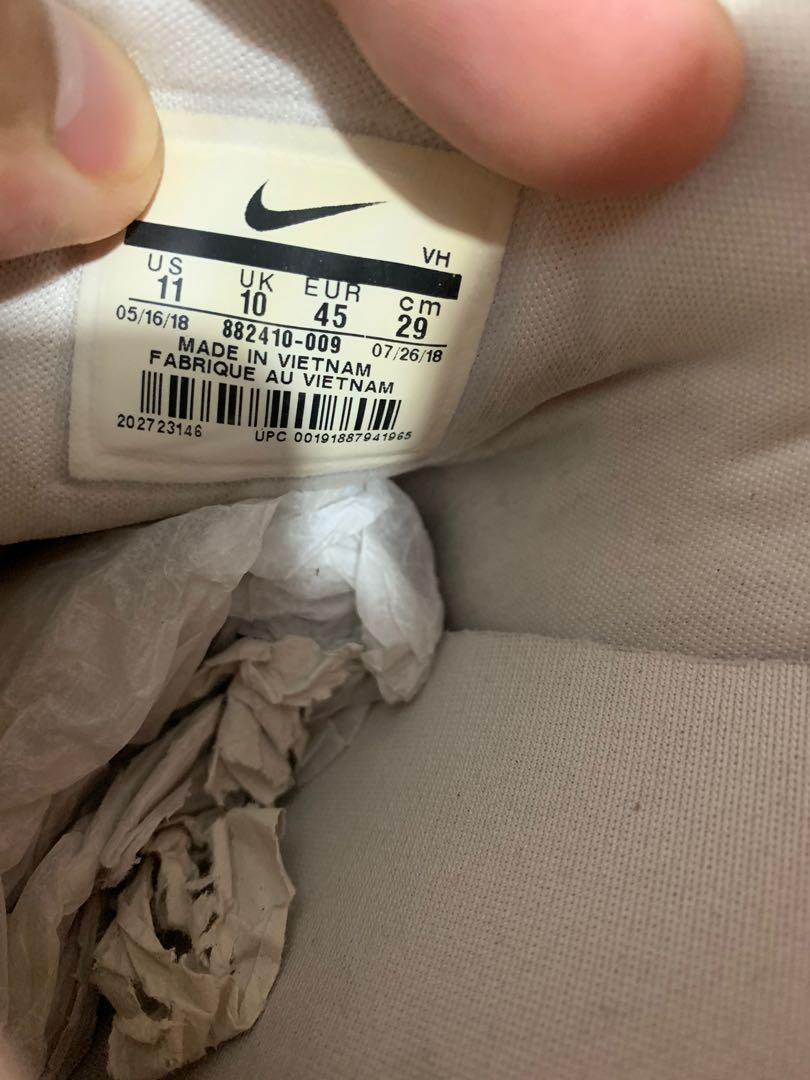 VH
US UK EUR cm
11 10 45 29
05/16/18 882410-009 07/26/18
MADE IN VIETNAM
FABRIQUE AU VIETNAM
202723146 UPC 00191887941965